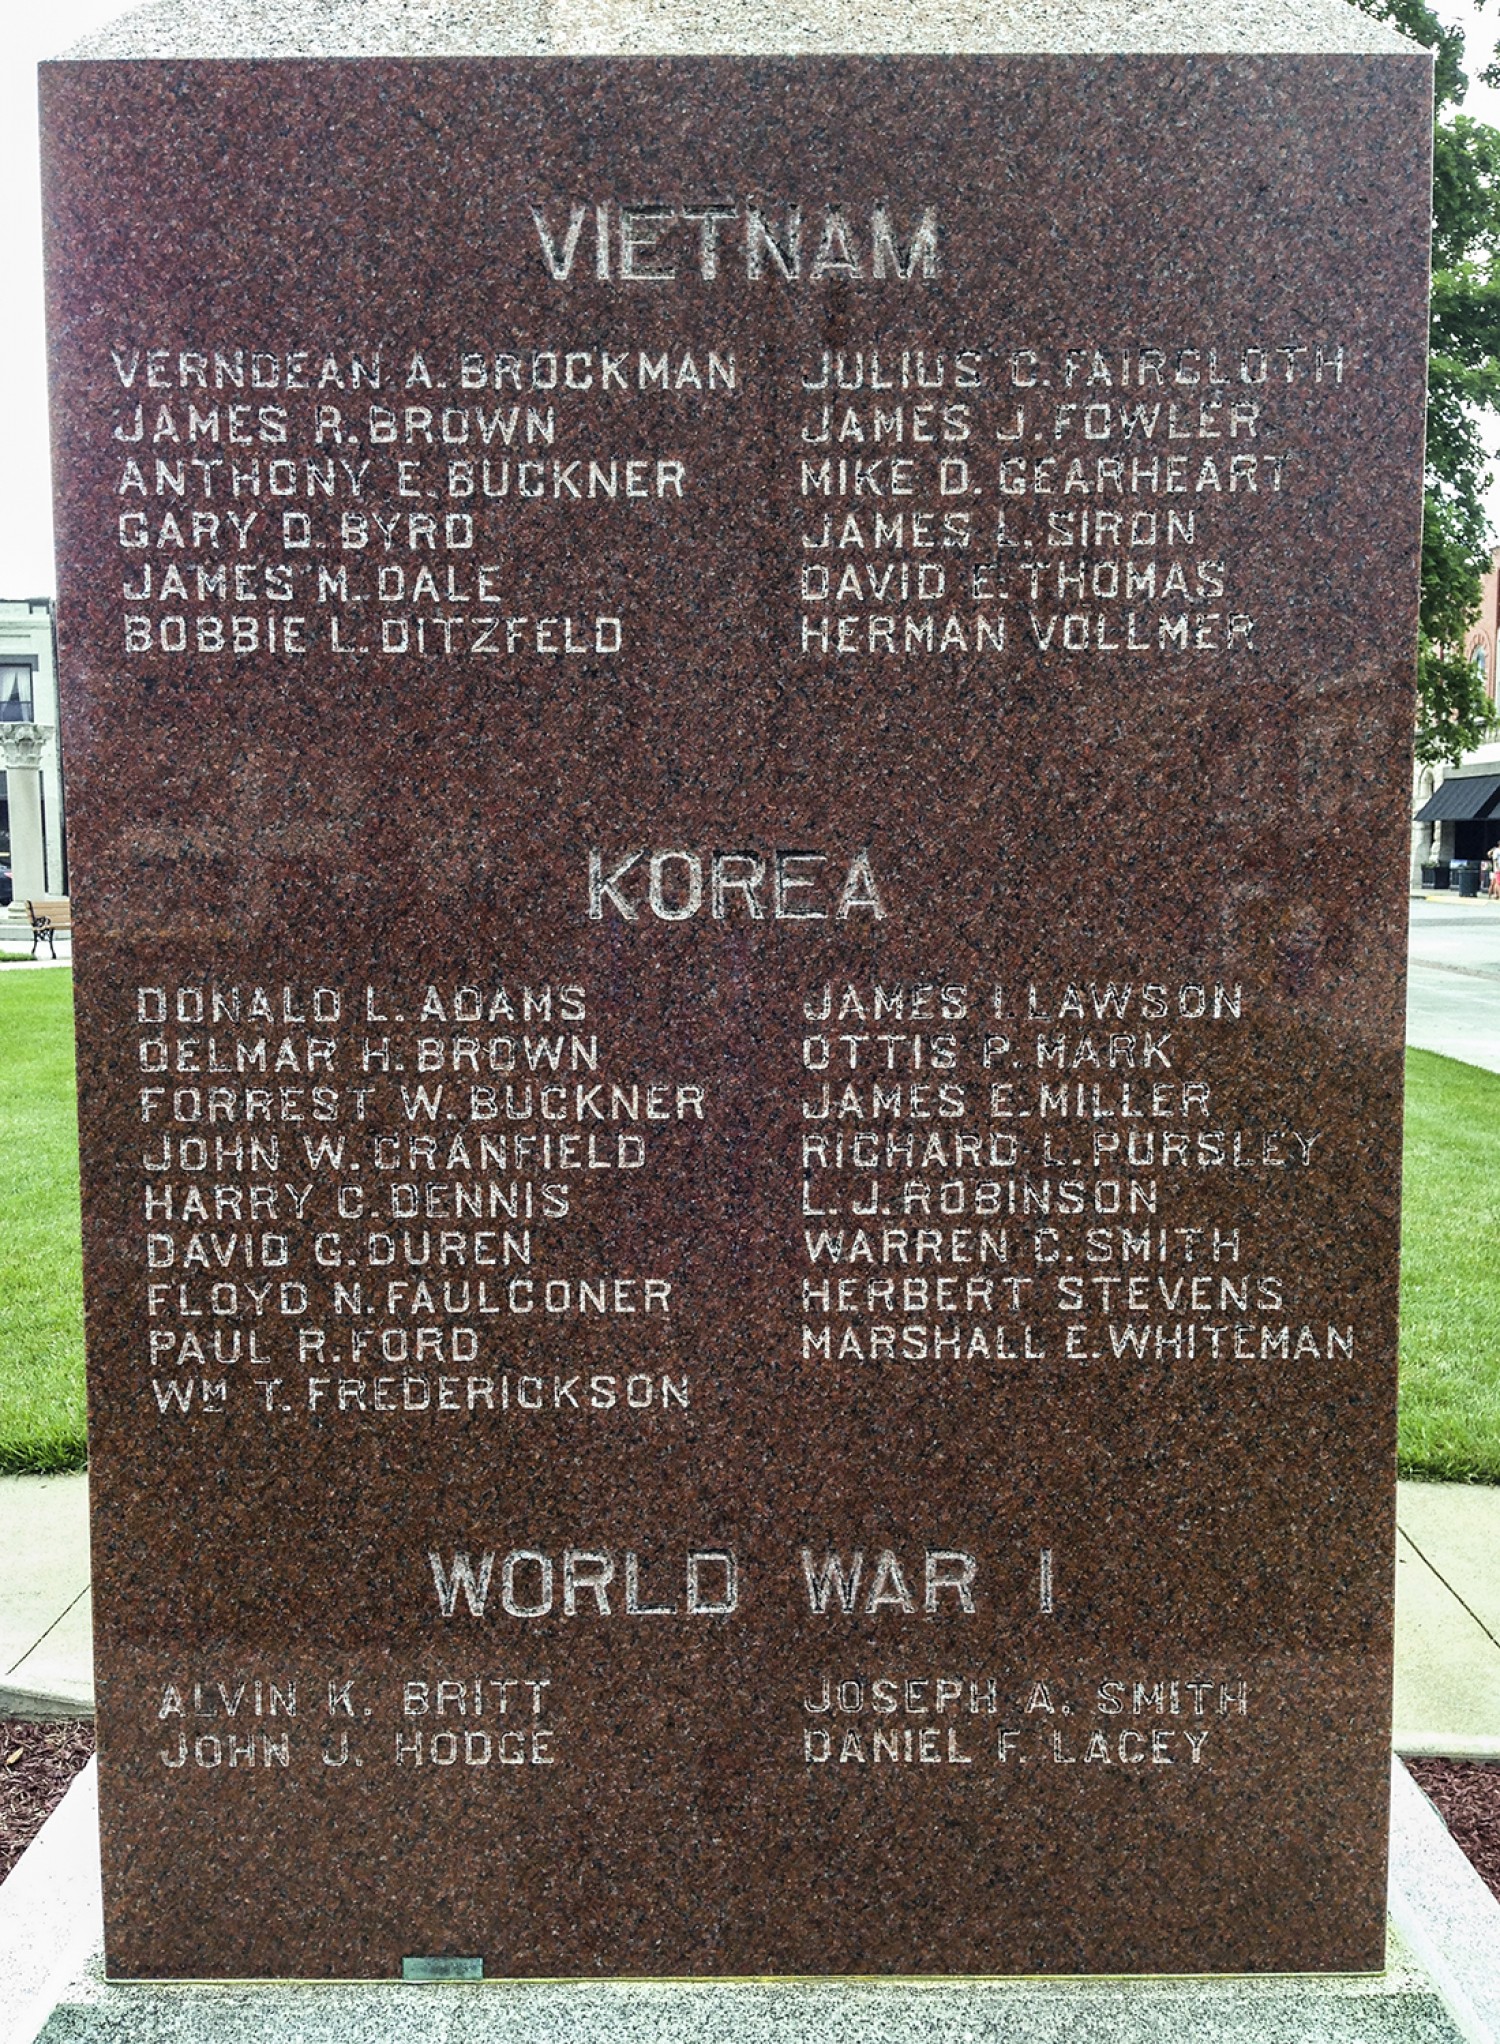 VIETNAM
VERNDEAN A. BROCKMAN
JAMES R. BROWN
ANTHONY E. BUCKNER
GARY D. BYRD
JAMES M. DALE
BOBBIE L. DITZFELD
JULIUS C. FAIRCLOTH
JAMES J. FOWLER
MIKE D. GEARHEART
JAMES L. SIRON
DAVID E. THOMAS
HERMAN VOLLMER
KOREA
DONALD L. ADAMS
DELMAR H. BROWN
FORREST W. BUCKNER
JOHN W. CRANFIELD
HARRY C. DENNIS
DAVID G. DUREN
FLOYD N. FAULCONER
PAUL R. FORD
WM T. FREDERICKSON
JAMES I. LAWSON
OTTIS P. MARK
JAMES E. MILLER
RICHARD L. PURSLEY
L. J. ROBINSON
WARREN C. SMITH
HERBERT STEVENS
MARSHALL E. WHITEMAN
WORLD WAR I
ALVIN K. BRITT
JOHN J. HODGE
JOSEPH A. SMITH
DANIEL F. LACEY